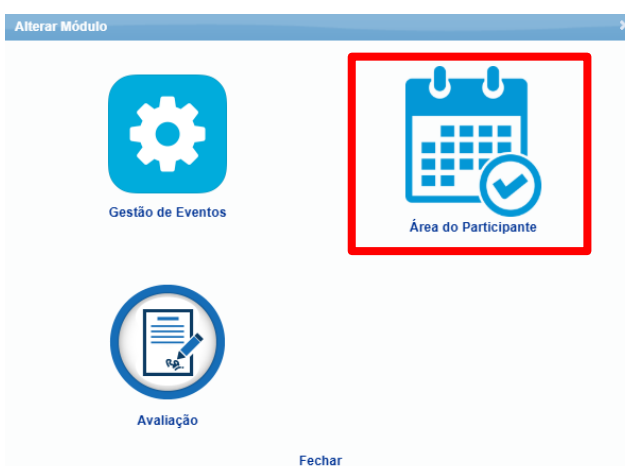 Alterar Módulo
Gestão de Eventos
Área do Participante
Avaliação
Fechar